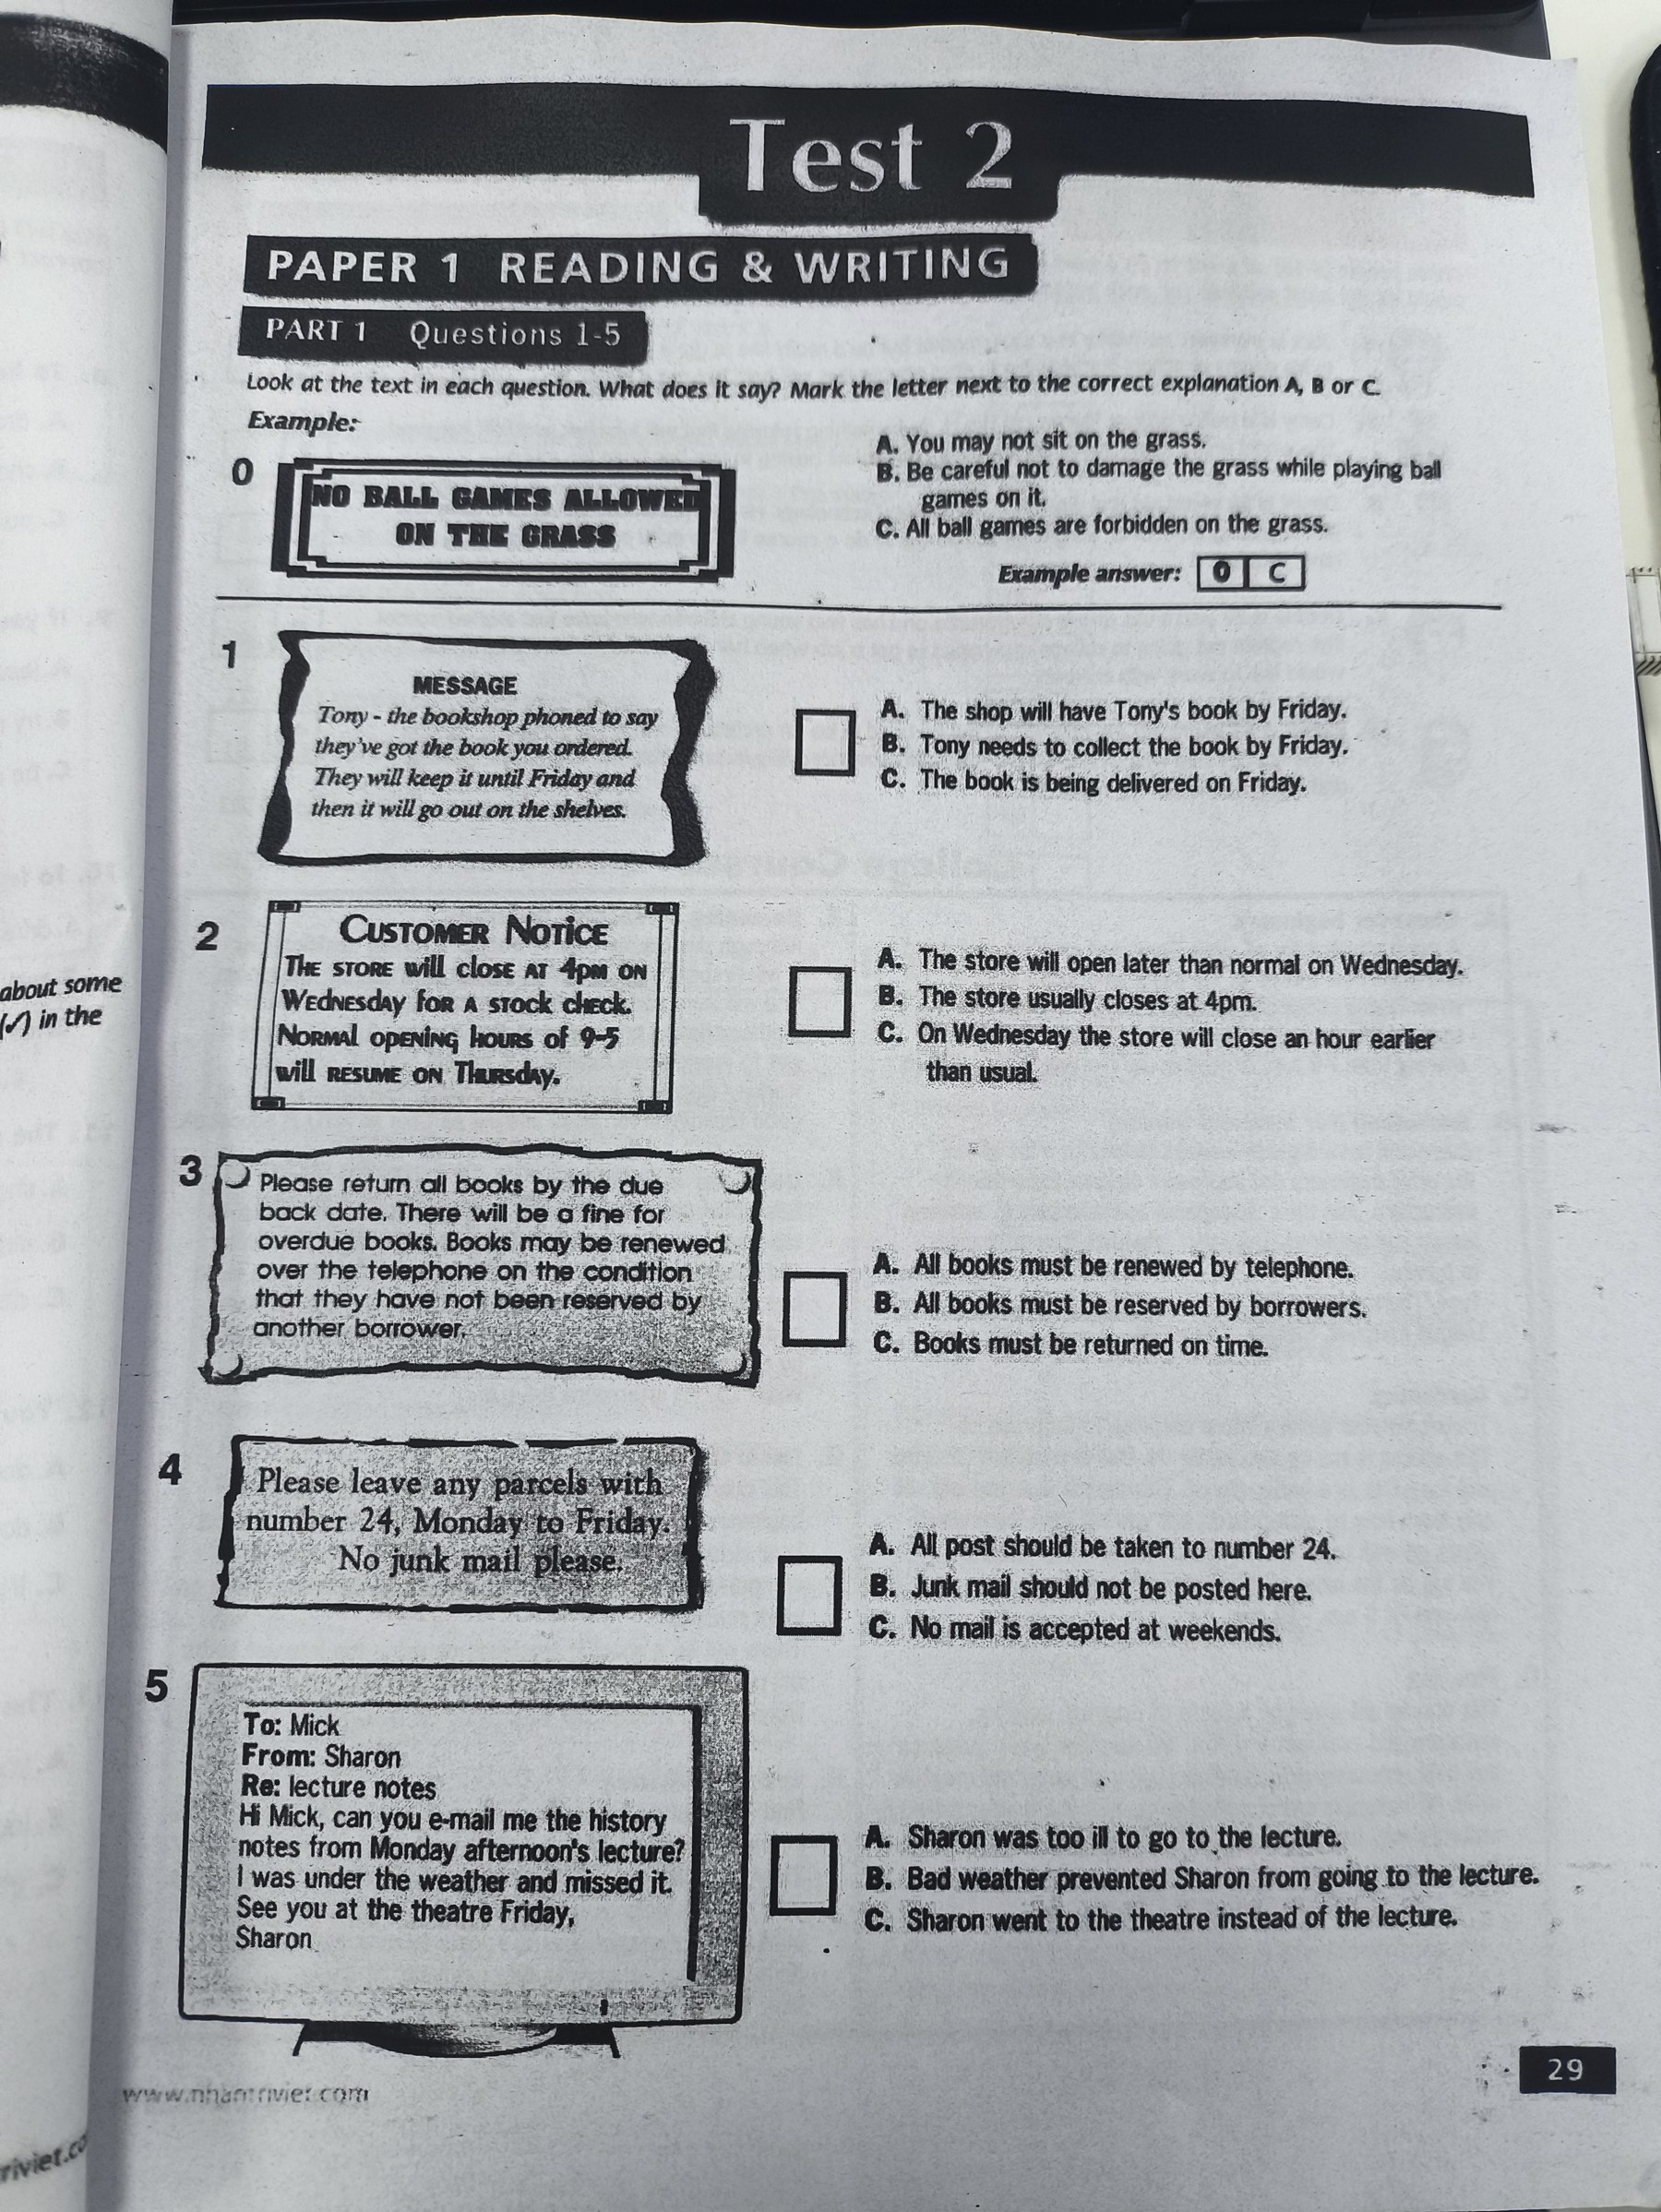 Test 2
PAPER 1 READING & WRITING
PART 1 Questions 1-5
Look at the text in each question. What does it say? Mark the letter next to the correct explanation A, B or C.
Example:
0
NO BALL GAMES ALLOWED
ON THE GRASS
A. You may not sit on the grass.
B. Be careful not to damage the grass while playing ball
games on it.
C. All ball games are forbidden on the grass.
Example answer: 0 C
1
MESSAGE
Tony - the bookshop phoned to say
they've got the book you ordered.
They will keep it until Friday and
then it will go out on the shelves.
A. The shop will have Tony's book by Friday.
B. Tony needs to collect the book by Friday.
C. The book is being delivered on Friday.
2
CUSTOMER NOTICE
THE STORE will close AT 4pm ON
WEDNESDAY FOR A STOCK CHECK.
NORMAL OPENING HOURS of 9-5
will RESUME ON THURSDAY.
A. The store will open later than normal on Wednesday.
B. The store usually closes at 4pm.
C. On Wednesday the store will close an hour earlier
than usual.
3
Please return all books by the due
back date. There will be a fine for
overdue books. Books may be renewed
over the telephone on the condition
that they have not been reserved by
another borrower.
A. All books must be renewed by telephone.
B. All books must be reserved by borrowers.
C. Books must be returned on time.
4
Please leave any parcels with
number 24, Monday to Friday.
No junk mail please.
A. All post should be taken to number 24.
B. Junk mail should not be posted here.
C. No mail is accepted at weekends.
5
To: Mick
From: Sharon
Re: lecture notes
Hi Mick, can you e-mail me the history
notes from Monday afternoon's lecture?
I was under the weather and missed it.
See you at the theatre Friday,
Sharon
A. Sharon was too ill to go to the lecture.
B. Bad weather prevented Sharon from going to the lecture.
C. Sharon went to the theatre instead of the lecture.
www.nhantriviet.com
29
about some
(✓) in the